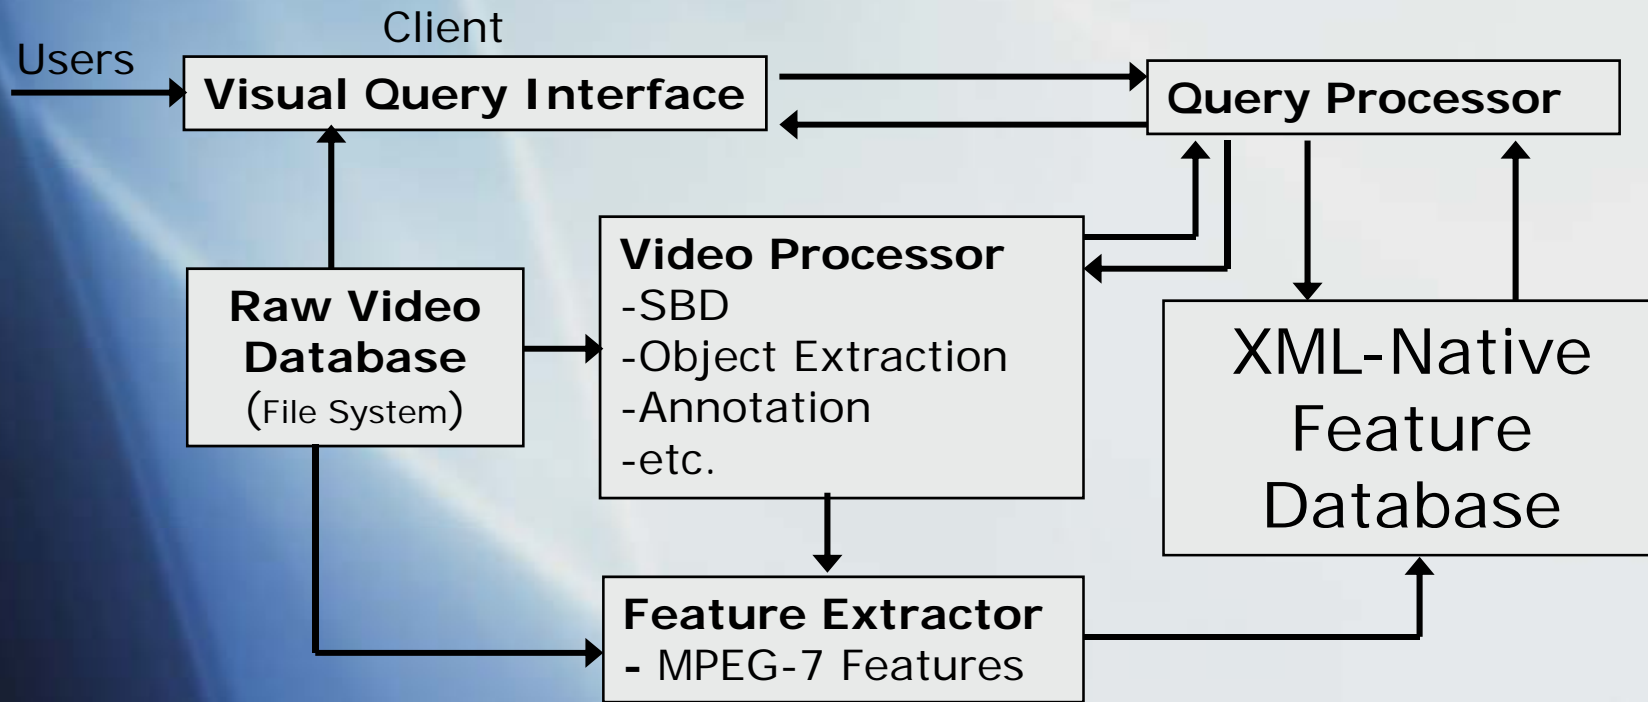 Client
Users
Visual Query Interface
Query Processor
Video Processor
-SBD
-Object Extraction
-Annotation
-etc.
Raw Video
Database
(File System)
XML-Native
Feature
Database
Feature Extractor
- MPEG-7 Features